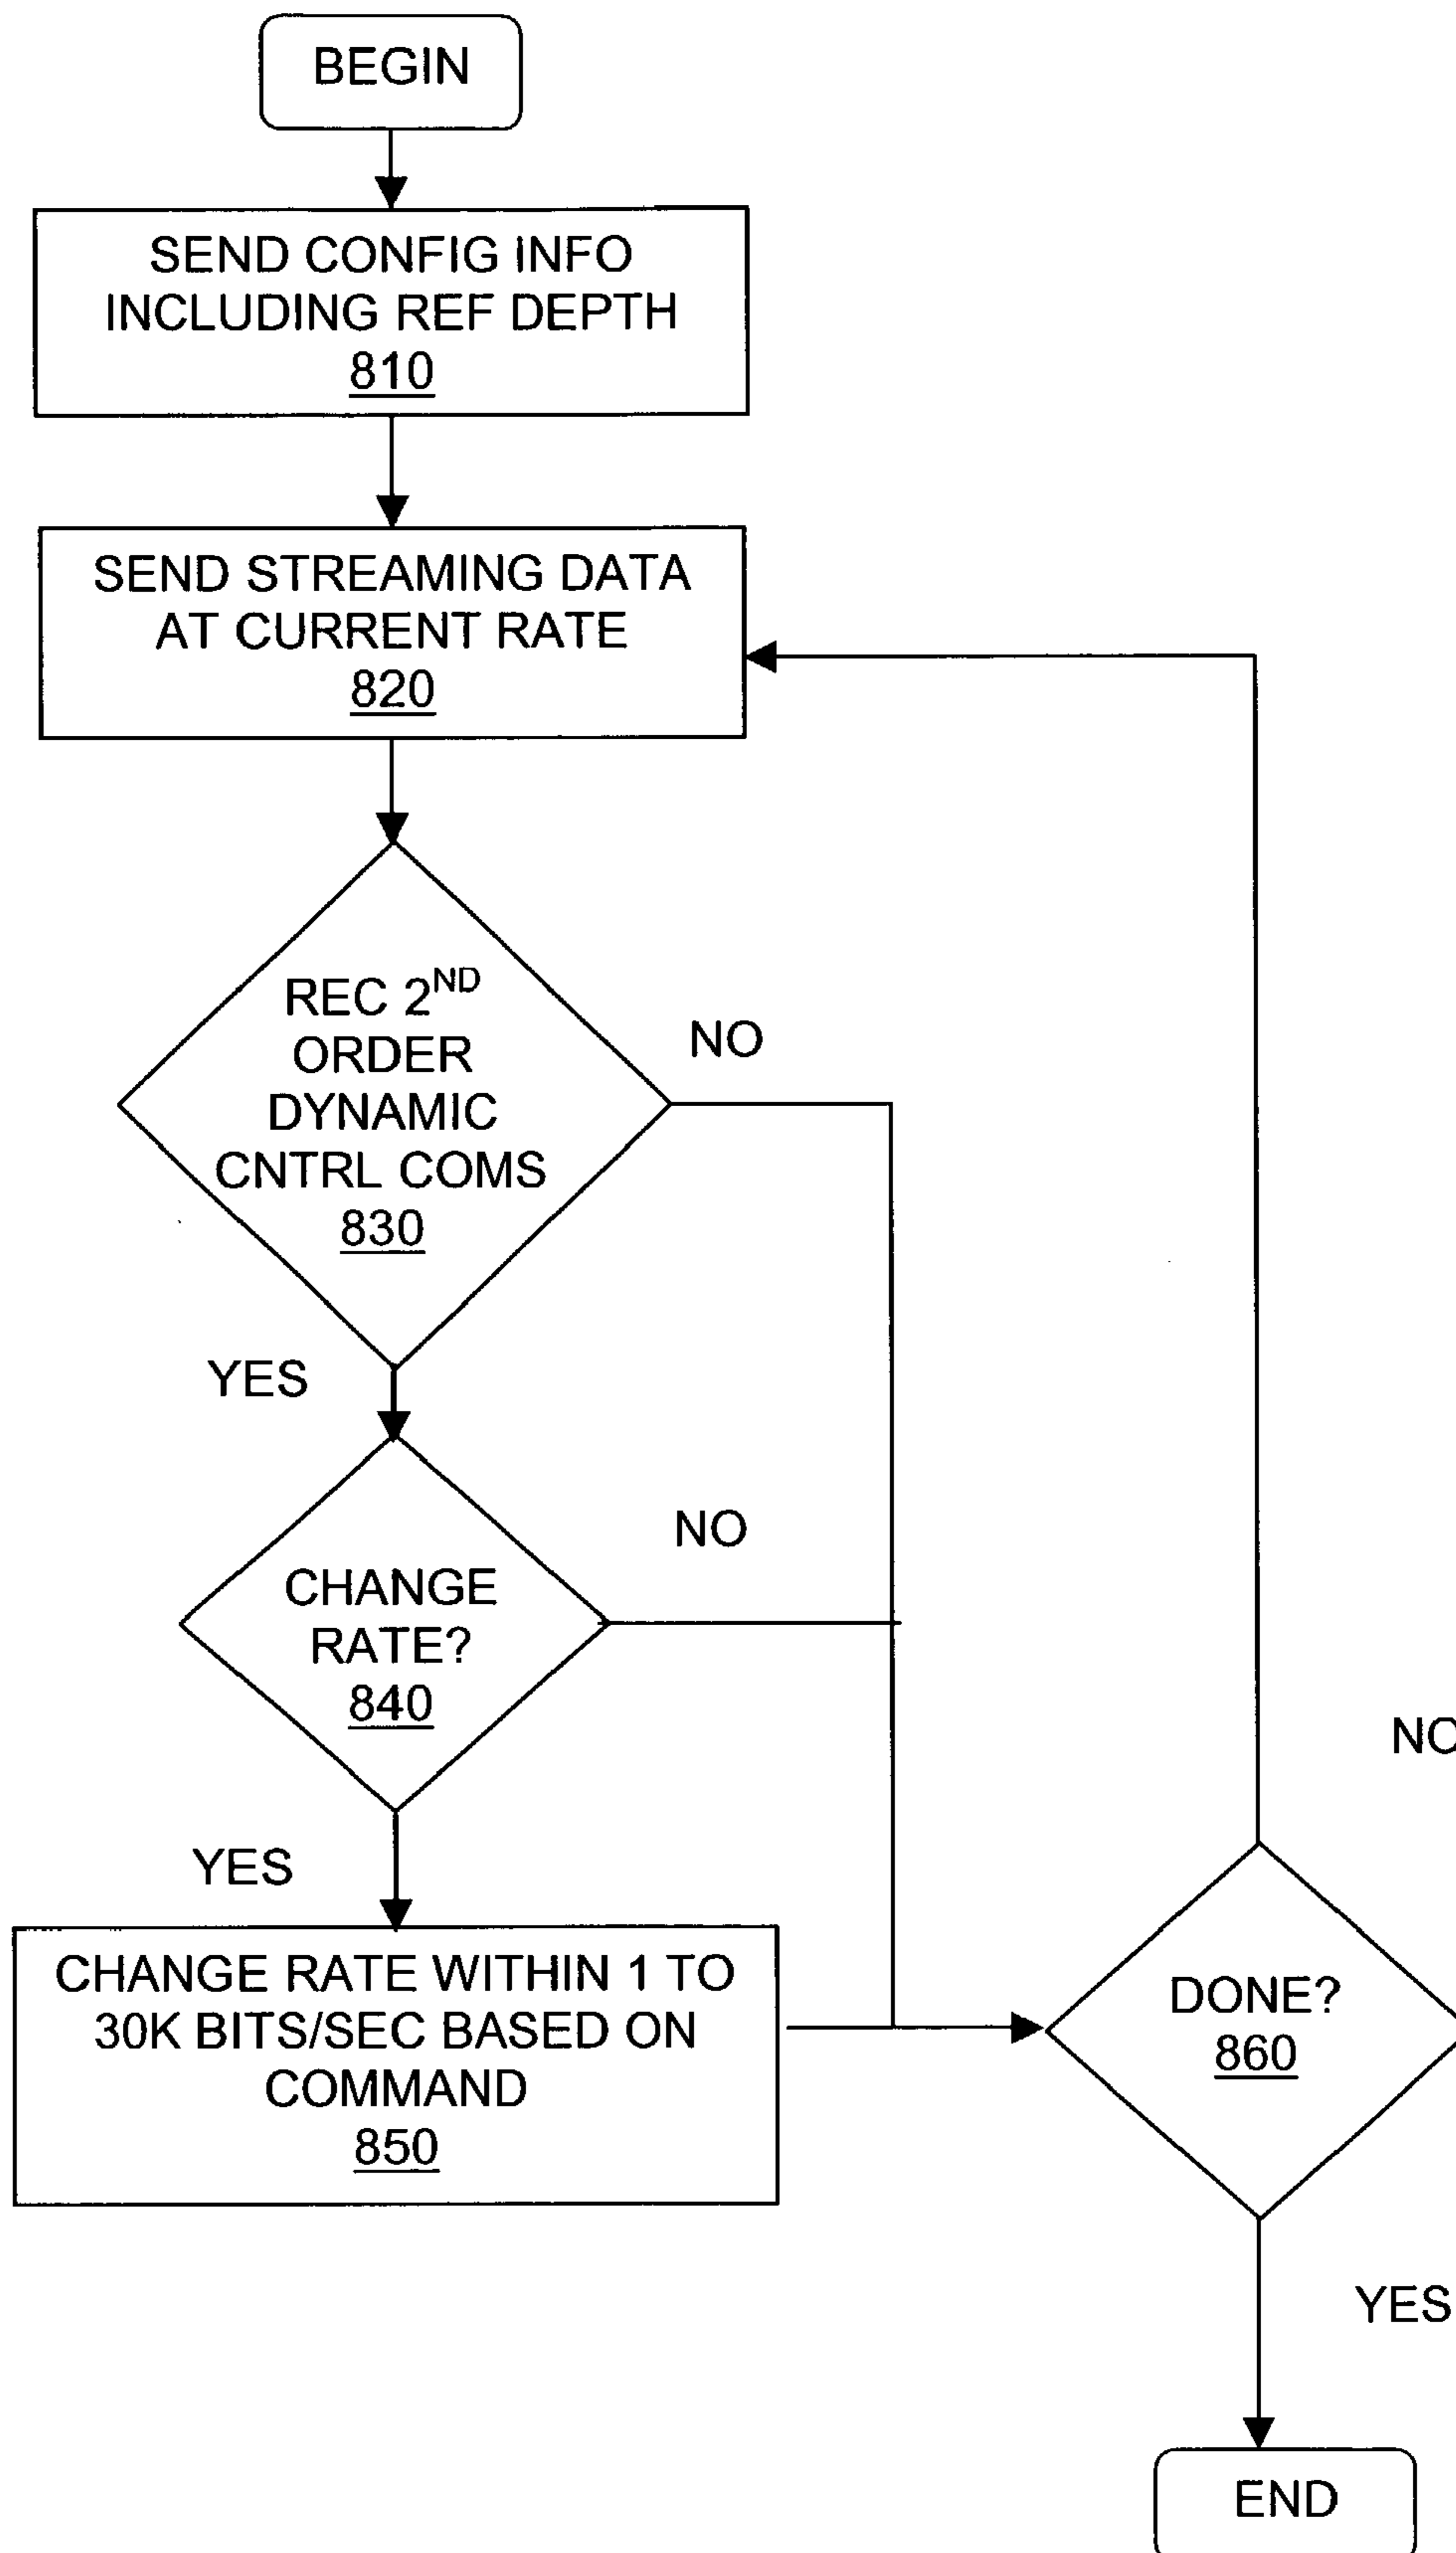 BEGIN
SEND CONFIG INFO
INCLUDING REF DEPTH
810
SEND STREAMING DATA
AT CURRENT RATE
820
REC 2ND
ORDER
DYNAMIC
CNTRL COMS
830
NO
YES
CHANGE
RATE?
840
NO
YES
CHANGE RATE WITHIN 1 TO
30K BITS/SEC BASED ON
COMMAND
850
DONE?
860
NO
YES
END